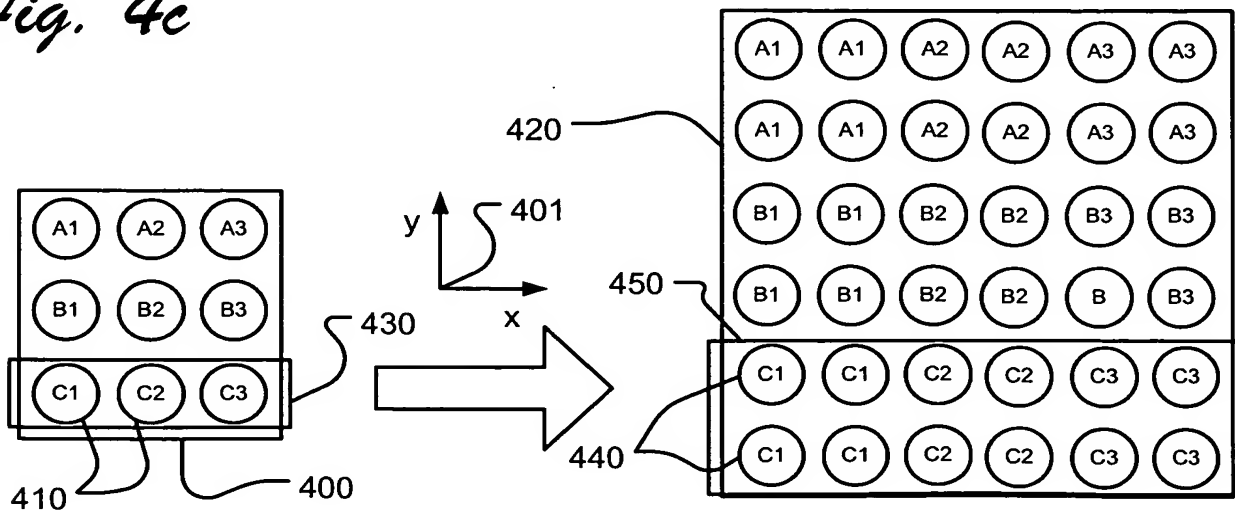 Fig. 4c
A1 A1 A2 A2 A3 A3
420
A1 A1 A2 A2 A3 A3
A1 A2 A3
y
401
B1 B1 B2 B2 B3 B3
B1 B2 B3
x
450
B1 B1 B2 B2 B B3
430
C1 C2 C3
C1 C1 C2 C2 C3 C3
440
C1 C1 C2 C2 C3 C3
410
400